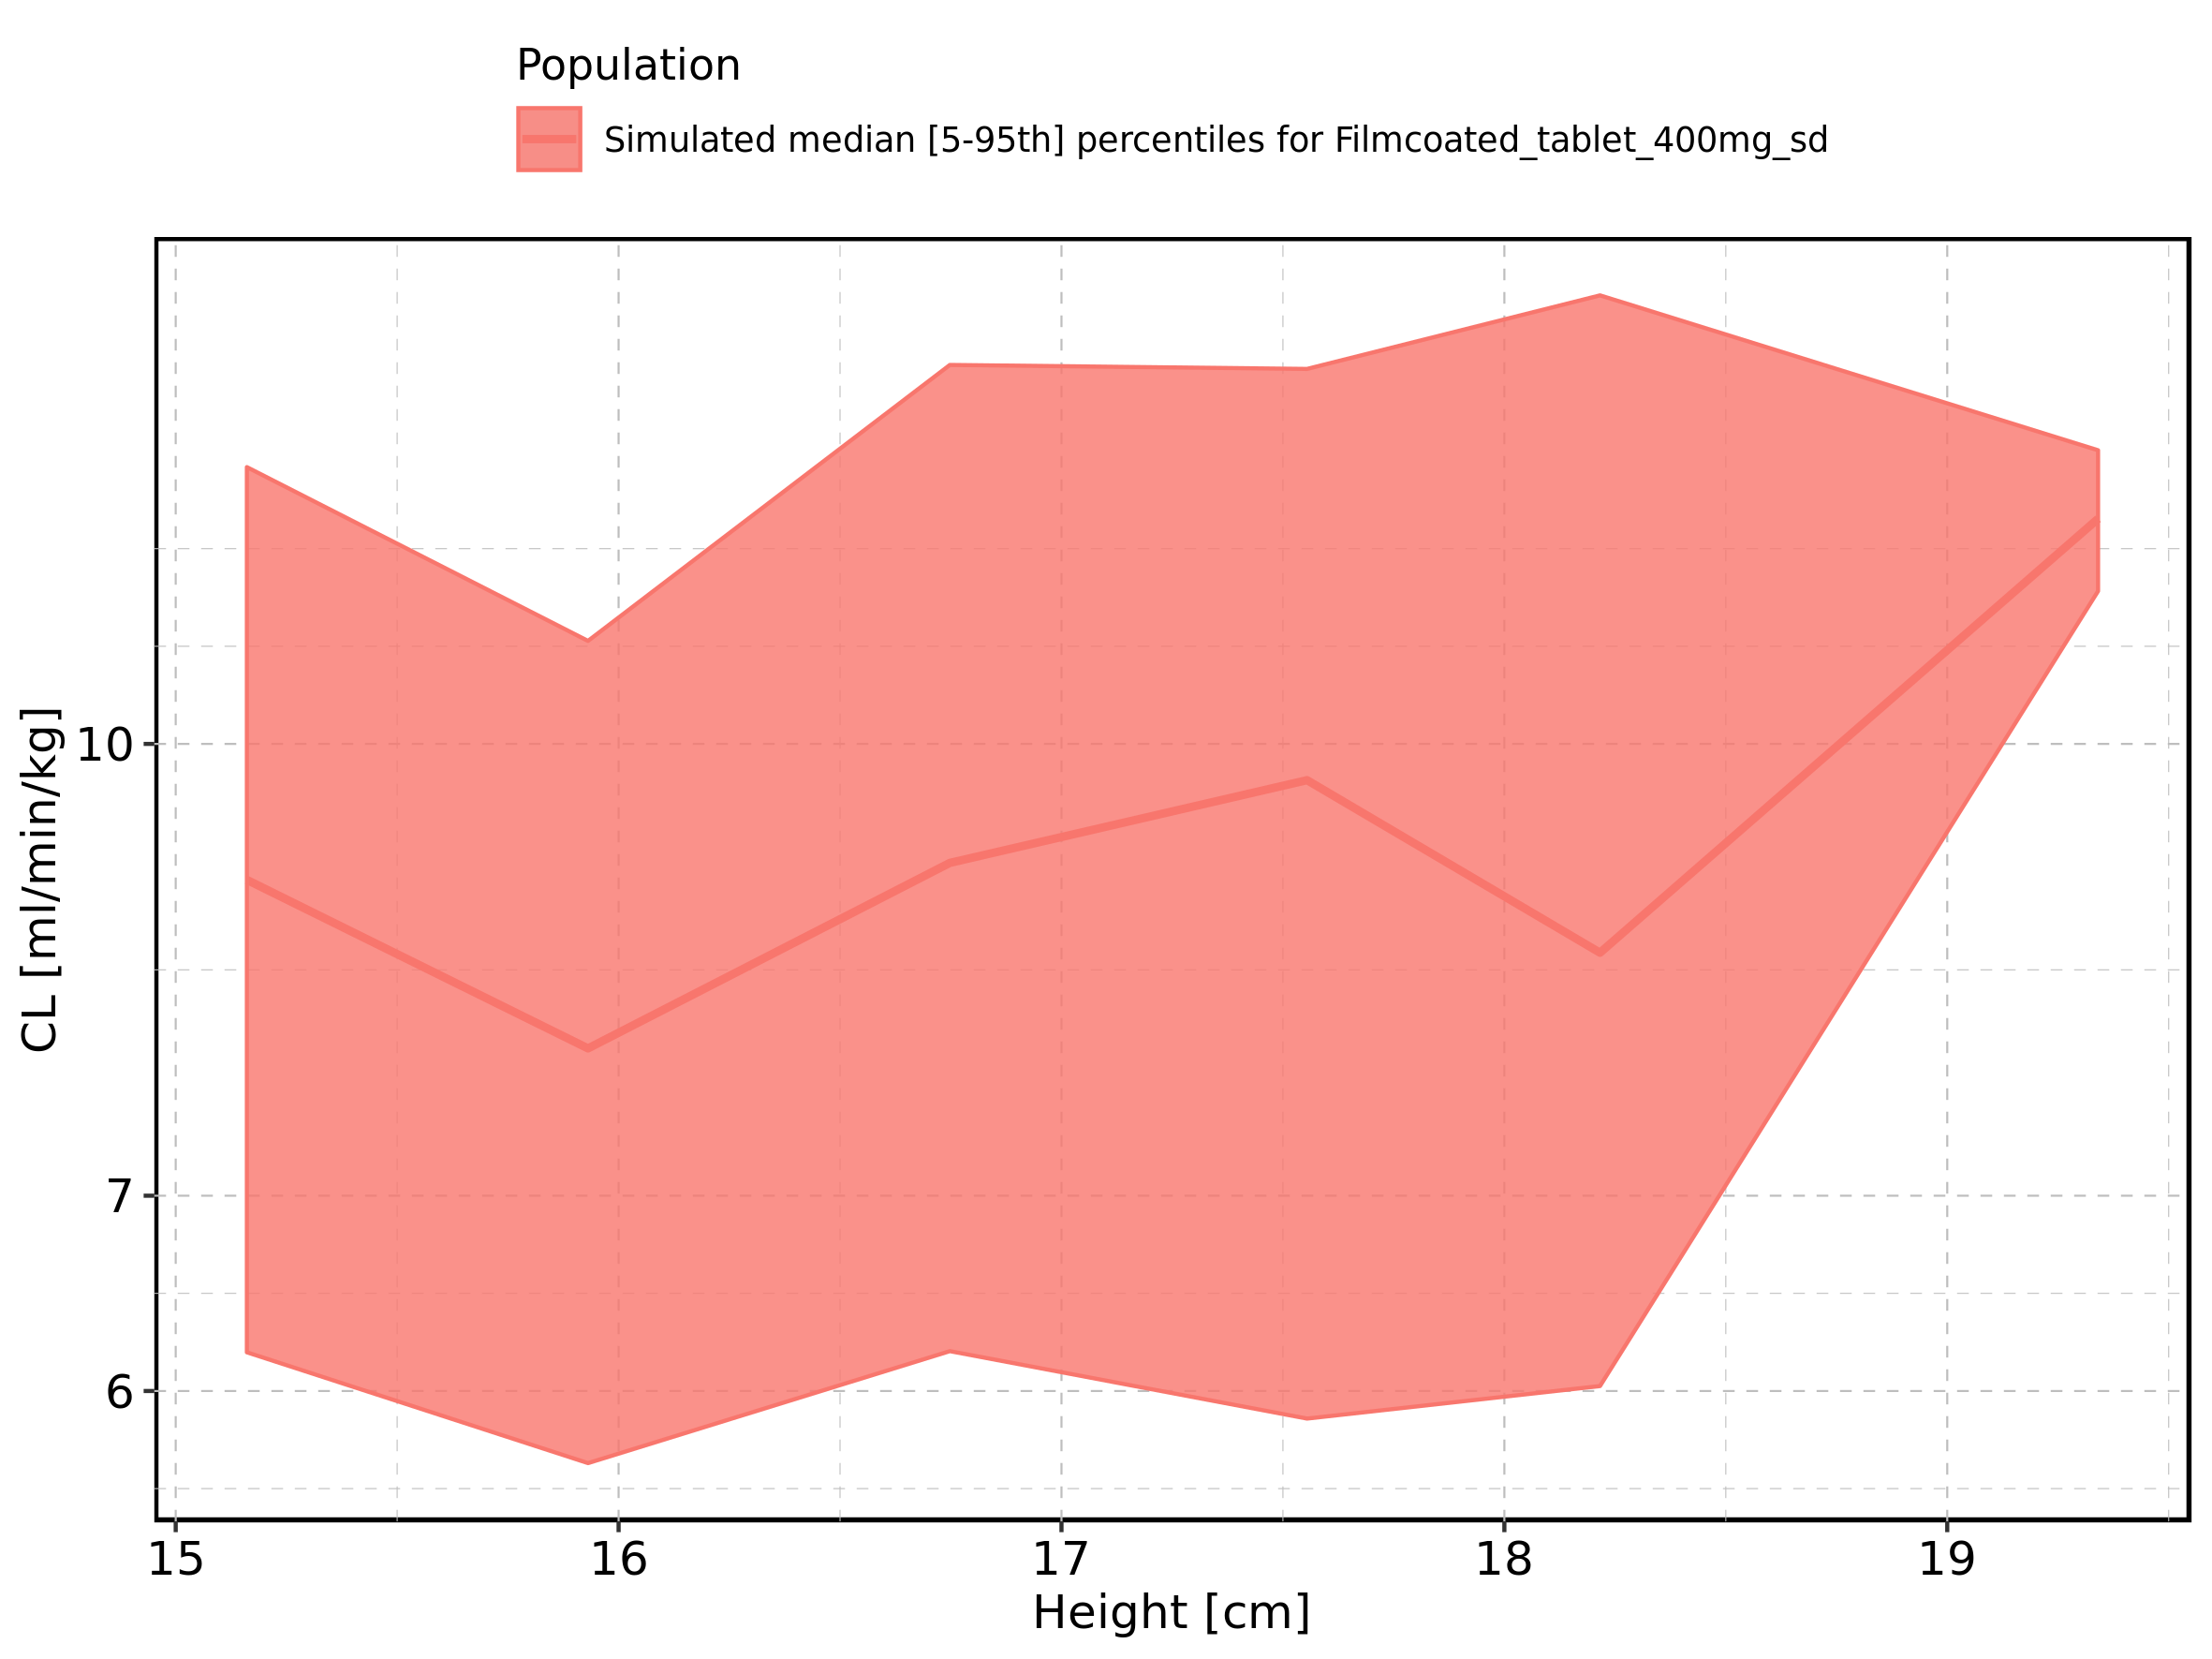 Population
Simulated median [5-95th] percentiles for Filmcoated_tablet_400mg_sd
CL [ml/min/kg]
10
7
6
15 16 17 18 19
Height [cm]